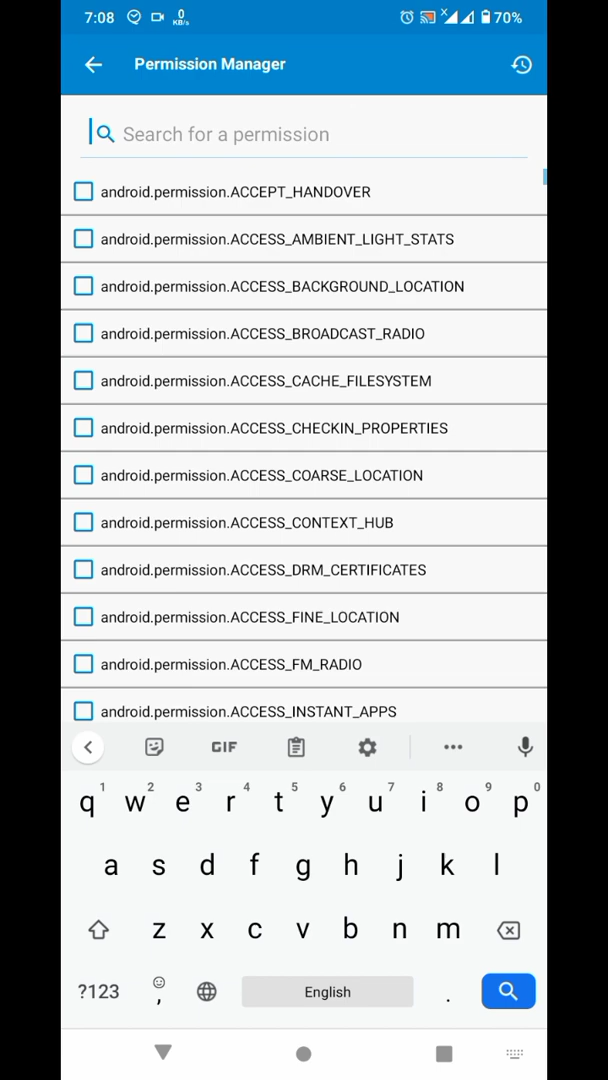 7:08 0 KB/s x 70%
Permission Manager
Search for a permission
android.permission.ACCEPT_HANDOVER
android.permission.ACCESS_AMBIENT_LIGHT_STATS
android.permission.ACCESS_BACKGROUND_LOCATION
android.permission.ACCESS_BROADCAST_RADIO
android.permission.ACCESS_CACHE_FILESYSTEM
android.permission.ACCESS_CHECKIN_PROPERTIES
android.permission.ACCESS_COARSE_LOCATION
android.permission.ACCESS_CONTEXT_HUB
android.permission.ACCESS_DRM_CERTIFICATES
android.permission.ACCESS_FINE_LOCATION
android.permission.ACCESS_FM_RADIO
android.permission.ACCESS_INSTANT_APPS
GIF
q 1 w 2 e 3 r 4 t 5 y 6 u 7 i 8 o 9 p 0
a s d f g h j k l
z x c v b n m
?123 , English .